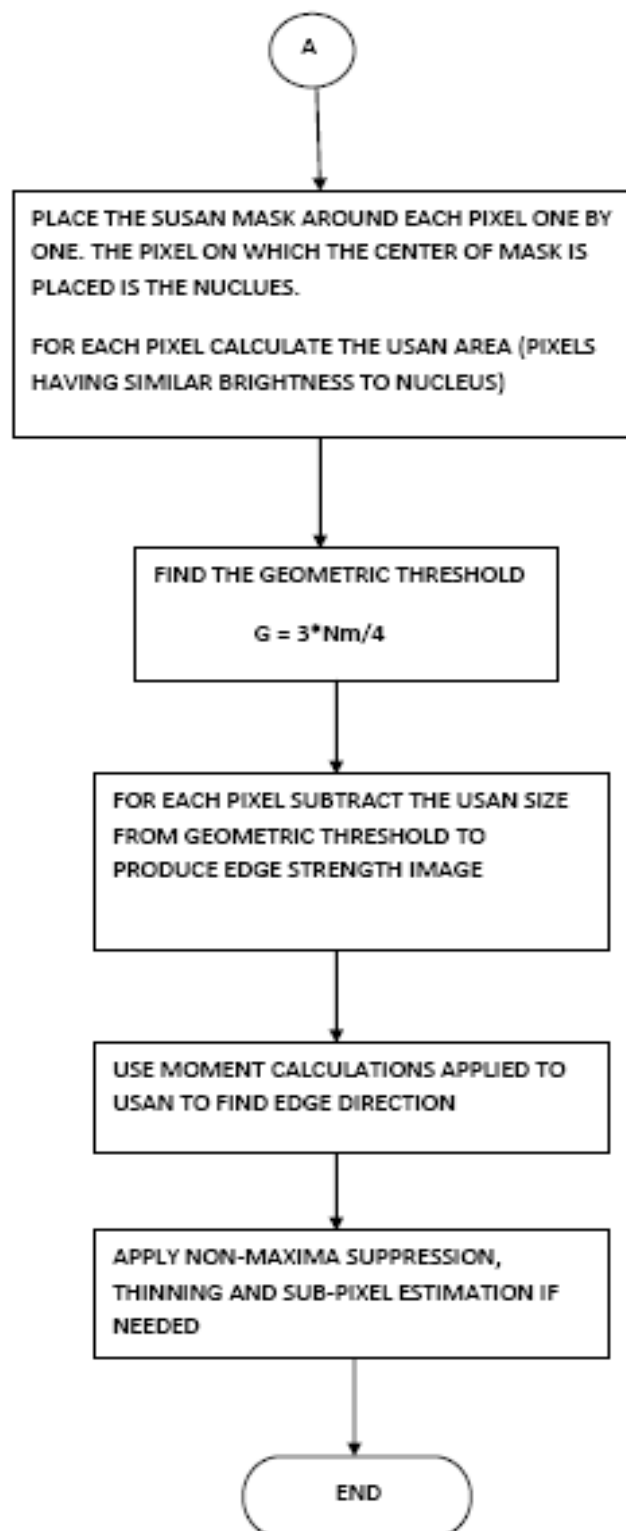 A
PLACE THE SUSAN MASK AROUND EACH PIXEL ONE BY
ONE. THE PIXEL ON WHICH THE CENTER OF MASK IS
PLACED IS THE NUCLUES.
FOR EACH PIXEL CALCULATE THE USAN AREA (PIXELS
HAVING SIMILAR BRIGHTNESS TO NUCLEUS)
FIND THE GEOMETRIC THRESHOLD
G = 3*Nm/4
FOR EACH PIXEL SUBTRACT THE USAN SIZE
FROM GEOMETRIC THRESHOLD TO
PRODUCE EDGE STRENGTH IMAGE
USE MOMENT CALCULATIONS APPLIED TO
USAN TO FIND EDGE DIRECTION
APPLY NON-MAXIMA SUPPRESSION,
THINNING AND SUB-PIXEL ESTIMATION IF
NEEDED
END